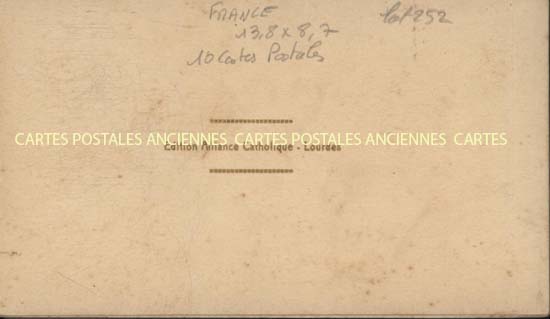 FRANCE
lot 292
13,8 x 8,7
10 Cartes Postales
CARTES POSTALES ANCIENNES CARTES POSTALES ANCIENNES CARTES
Edition Alliance Catholique - Lourdes